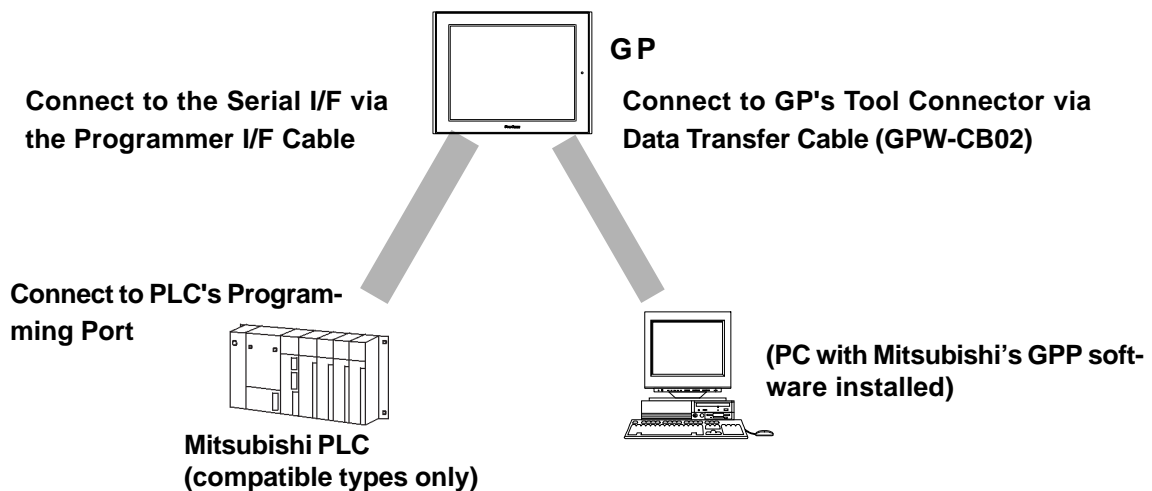 GP
Connect to the Serial I/F via
the Programmer I/F Cable
Connect to GP's Tool Connector via
Data Transfer Cable (GPW-CB02)
Connect to PLC's Program-
ming Port
(PC with Mitsubishi’s GPP soft-
ware installed)
Mitsubishi PLC
(compatible types only)